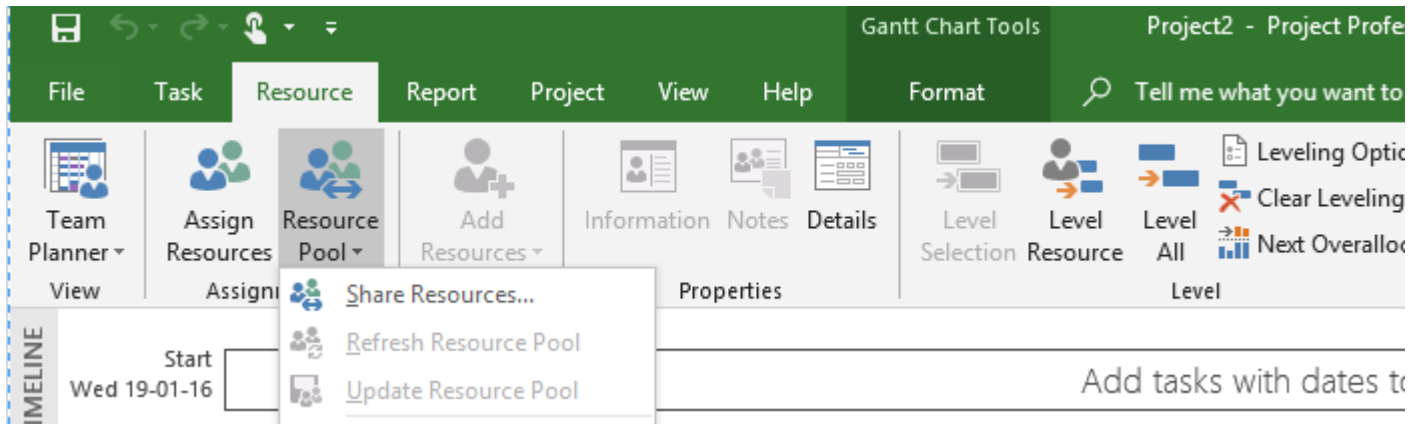 Gantt Chart Tools
Project2 - Project Profe
File Task Resource Report Project View Help Format Tell me what you want to
Team Planner
Assign Resources
Resource Pool
Add Resources
Information
Notes
Details
Level Selection
Level Resource
Level All
Leveling Optic
Clear Leveling
Next Overalloc
View
Assignm
Properties
Level
Share Resources...
Refresh Resource Pool
Update Resource Pool
IMELINE
Start
Wed 19-01-16
Add tasks with dates to